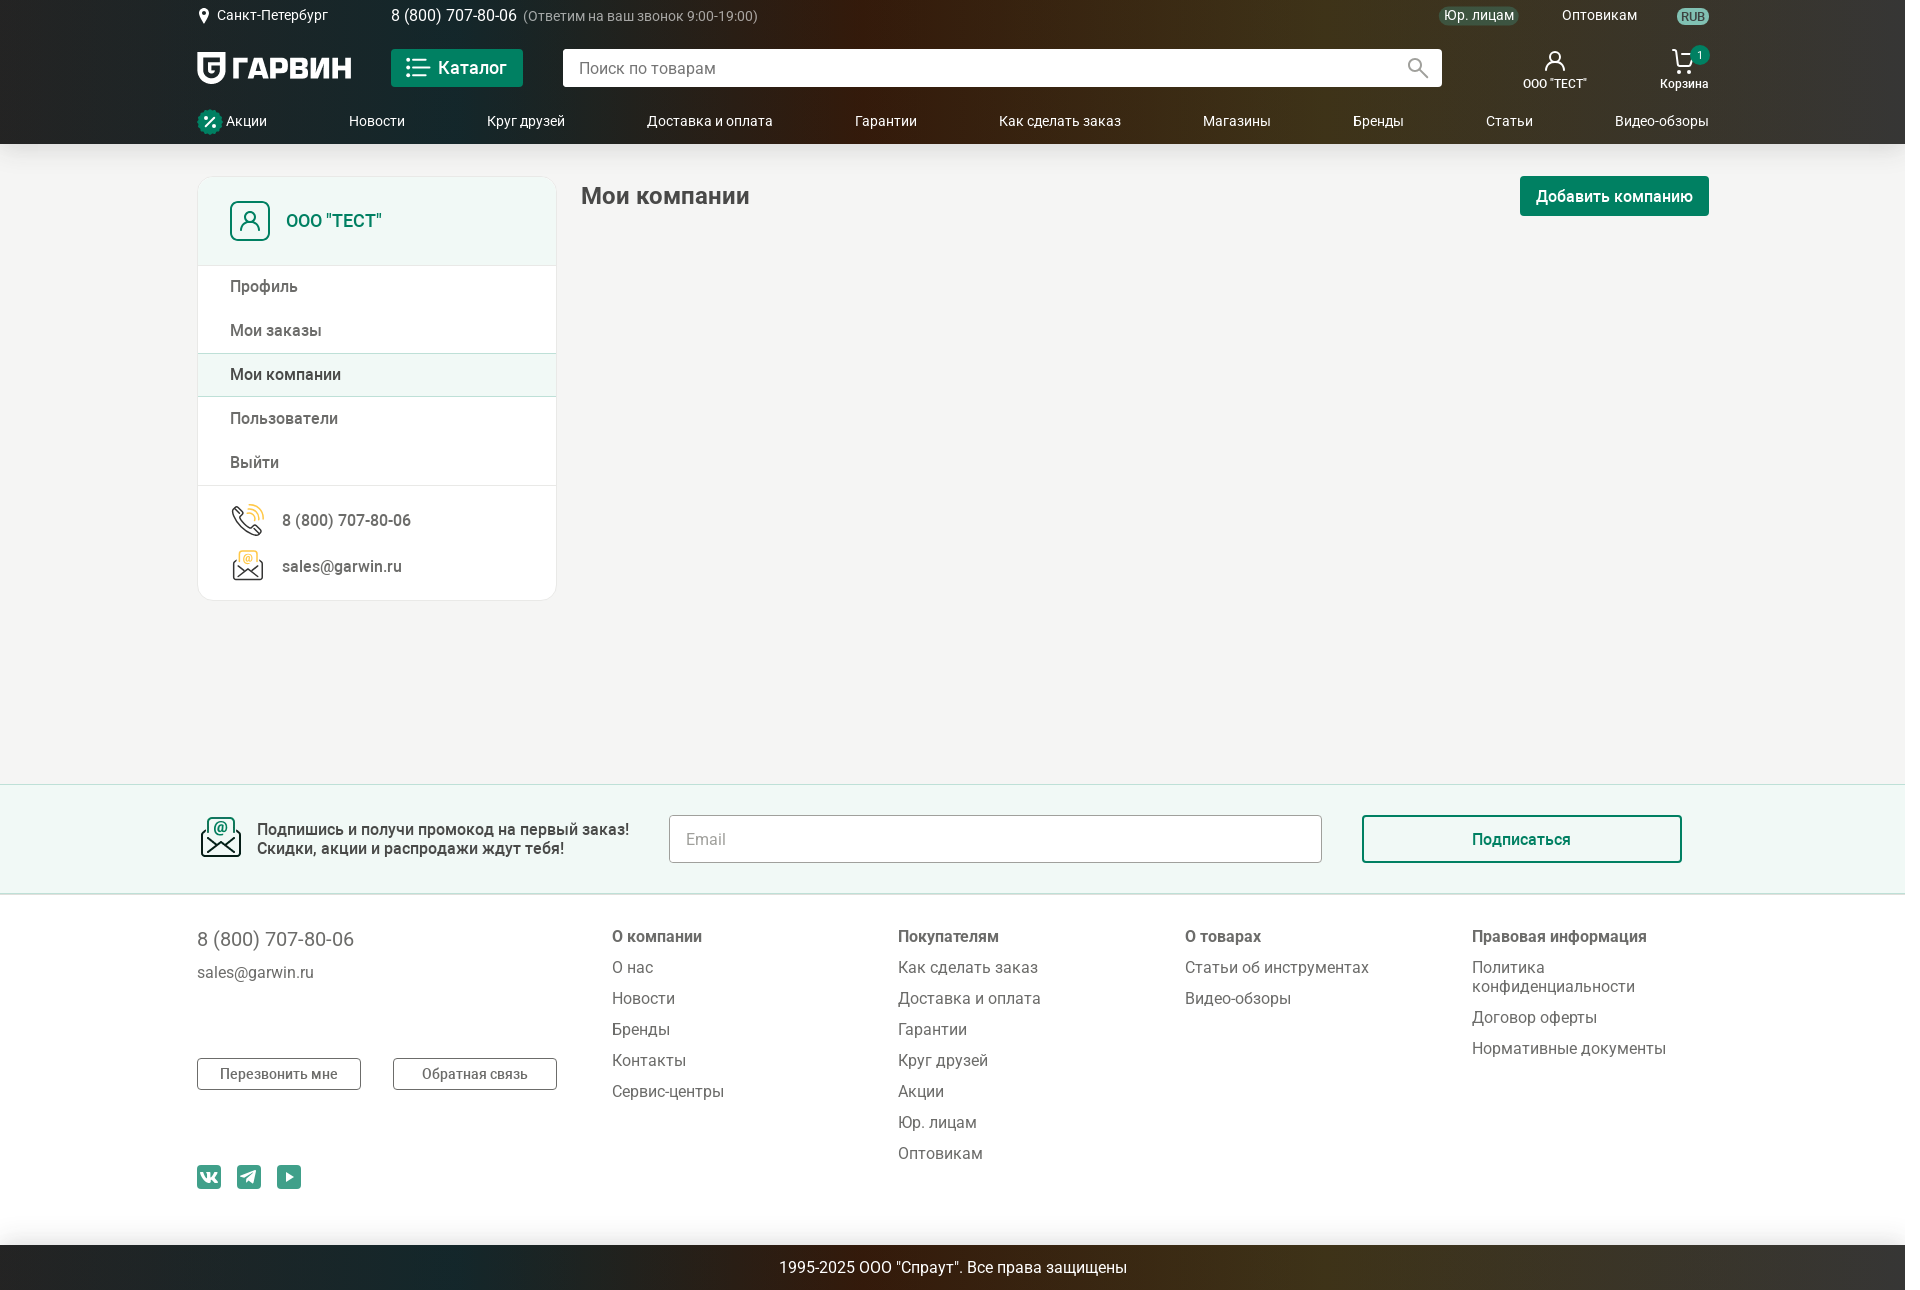 Санкт-Петербург
8 (800) 707-80-06 (Ответим на ваш звонок 9:00-19:00)
Юр. лицам
Оптовикам
RUB
ГАРВИН
Каталог
Поиск по товарам
ООО "ТЕСТ"
1
Корзина
Акции
Новости
Круг друзей
Доставка и оплата
Гарантии
Как сделать заказ
Магазины
Бренды
Статьи
Видео-обзоры
ООО "ТЕСТ"
Профиль
Мои заказы
Мои компании
Пользователи
Выйти
8 (800) 707-80-06
sales@garwin.ru
Мои компании
Добавить компанию
Подпишись и получи промокод на первый заказ!
Скидки, акции и распродажи ждут тебя!
Email
Подписаться
8 (800) 707-80-06
sales@garwin.ru
Перезвонить мне
Обратная связь
О компании
О нас
Новости
Бренды
Контакты
Сервис-центры
Покупателям
Как сделать заказ
Доставка и оплата
Гарантии
Круг друзей
Акции
Юр. лицам
Оптовикам
О товарах
Статьи об инструментах
Видео-обзоры
Правовая информация
Политика
конфиденциальности
Договор оферты
Нормативные документы
1995-2025 ООО "Спраут". Все права защищены